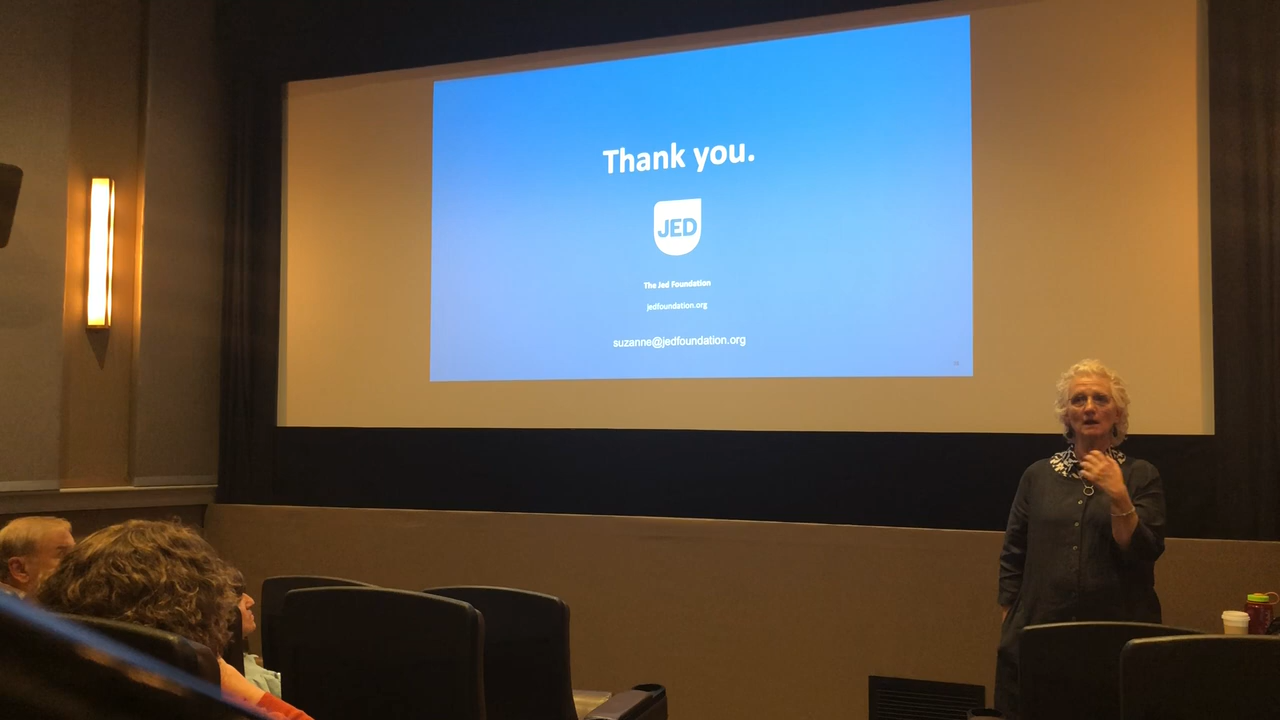 Thank you.
JED
The Jed Foundation
jedfoundation.org
suzanne@jedfoundation.org